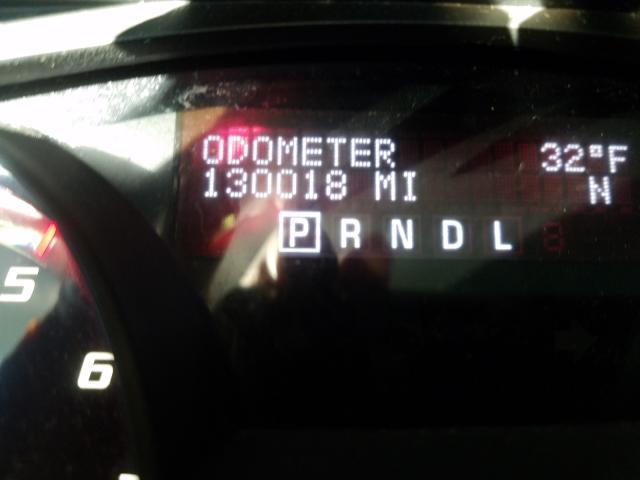 ODOMETER 32°F
130018 MI N
P R N D L
5
6